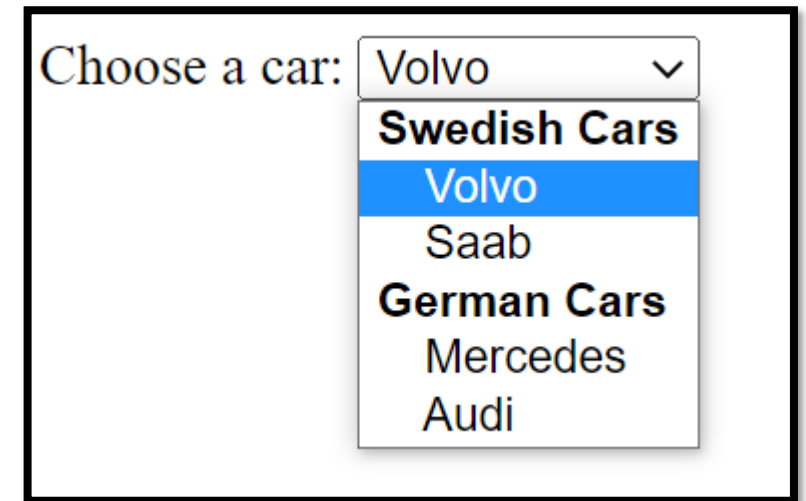 Choose a car: Volvo
Swedish Cars
Volvo
Saab
German Cars
Mercedes
Audi